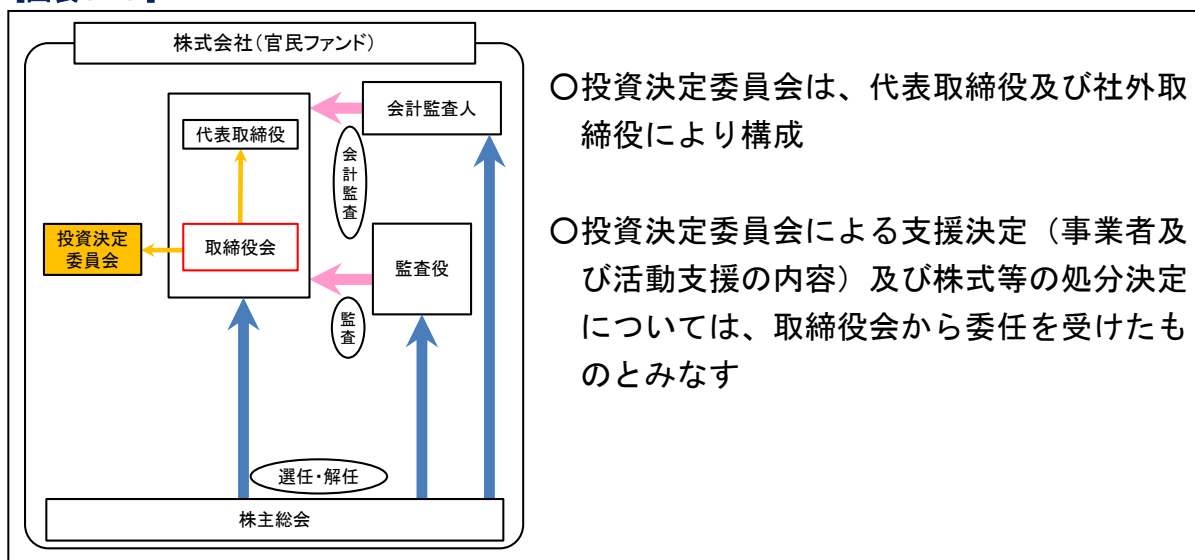 株式会社(官民ファンド)
会計監査人
代表取締役
会計監査
投資決定
委員会
取締役会
監査役
監査
選任・解任
株主総会
〇投資決定委員会は、代表取締役及び社外取
締役により構成
〇投資決定委員会による支援決定（事業者及
び活動支援の内容）及び株式等の処分決定
については、取締役会から委任を受けたも
のとみなす